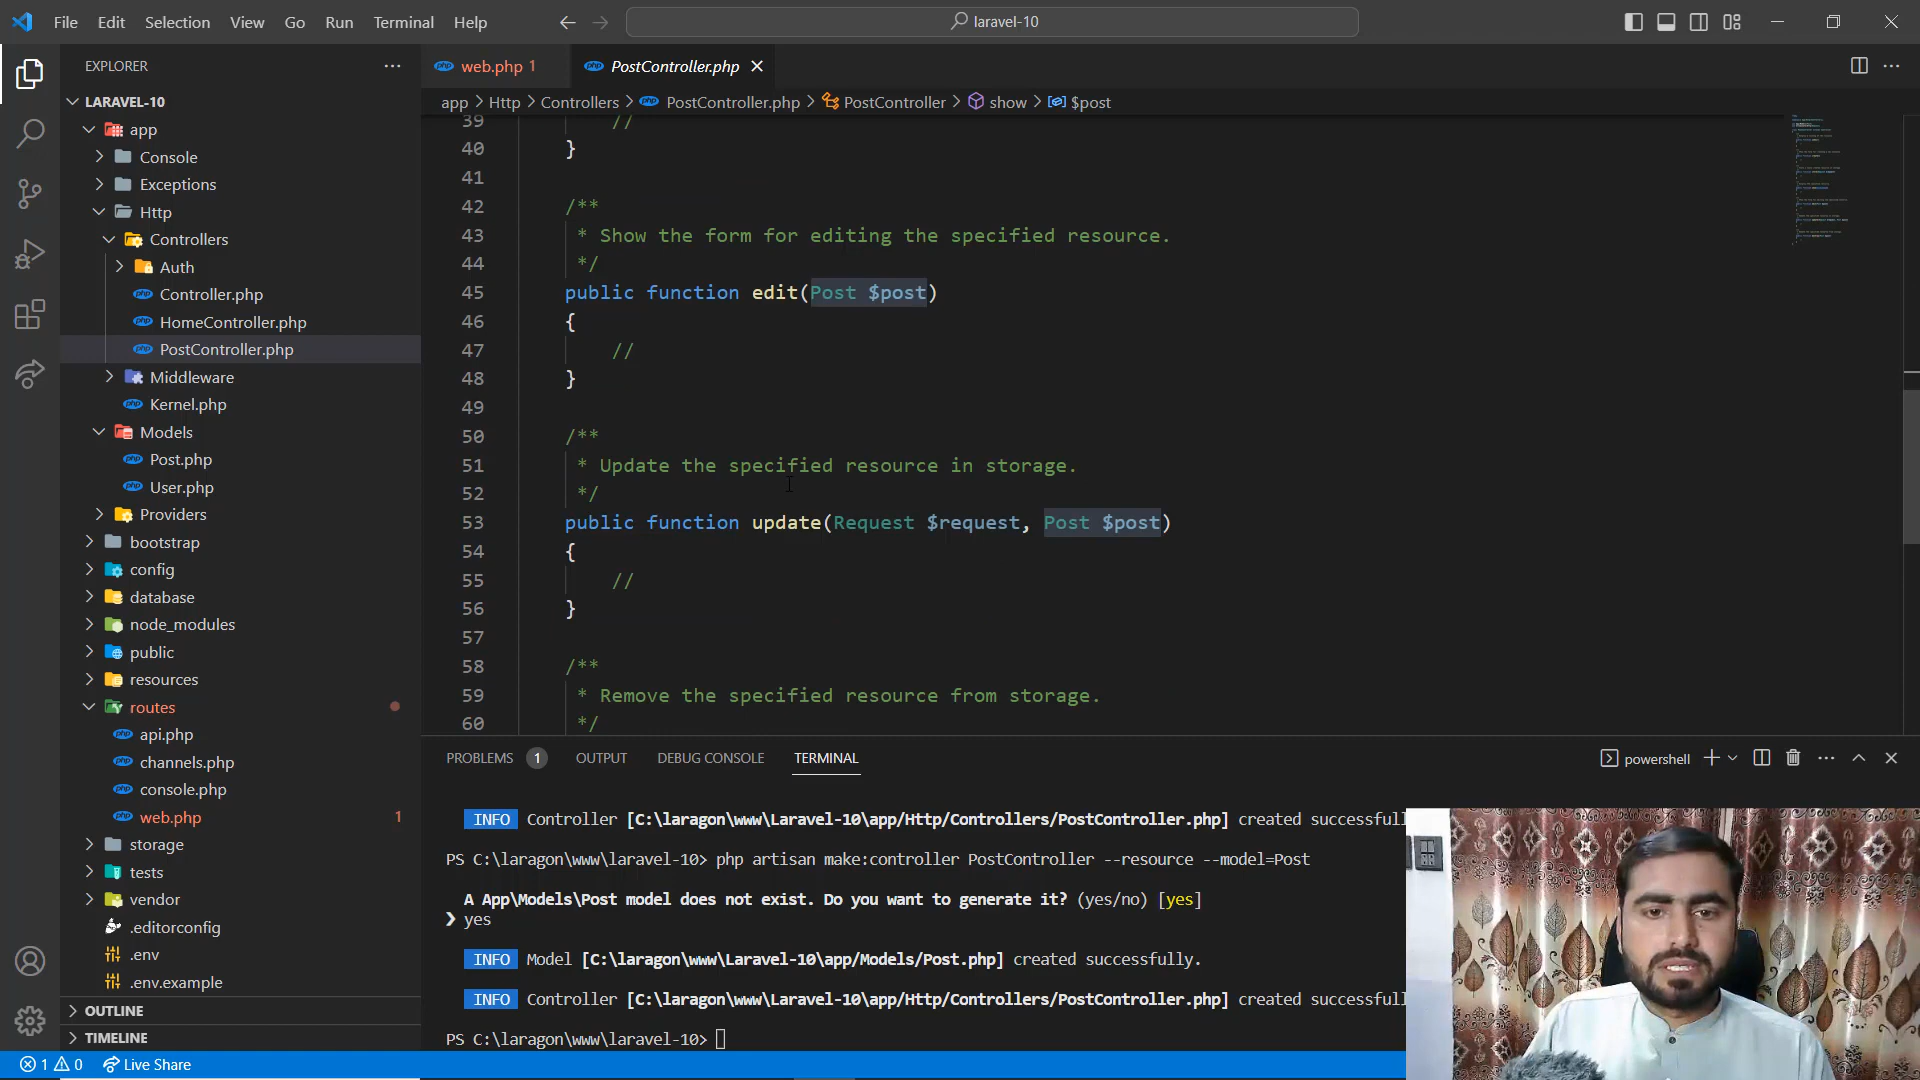 File Edit Selection View Go Run Terminal Help
laravel-10
EXPLORER
LARAVEL-10
app
Console
Exceptions
Http
Controllers
Auth
Controller.php
HomeController.php
PostController.php
Middleware
Kernel.php
Models
Post.php
User.php
Providers
bootstrap
config
database
node_modules
public
resources
routes
api.php
channels.php
console.php
web.php 1
storage
tests
vendor
.editorconfig
.env
.env.example
OUTLINE
TIMELINE
web.php 1 PostController.php
app > Http > Controllers > PostController.php > PostController > show > $post
39 //
40 }
41
42 /**
43 * Show the form for editing the specified resource.
44 */
45 public function edit(Post $post)
46 {
47 //
48 }
49
50 /**
51 * Update the specified resource in storage.
52 */
53 public function update(Request $request, Post $post)
54 {
55 //
56 }
57
58 /**
59 * Remove the specified resource from storage.
60 */
PROBLEMS 1 OUTPUT DEBUG CONSOLE TERMINAL
powershell
INFO Controller [C:\laragon\www\Laravel-10\app/Http/Controllers/PostController.php] created successfull
PS C:\laragon\www\laravel-10> php artisan make:controller PostController --resource --model=Post
A App\Models\Post model does not exist. Do you want to generate it? (yes/no) [yes]
❯ yes
INFO Model [C:\laragon\www\Laravel-10\app/Models/Post.php] created successfully.
INFO Controller [C:\laragon\www\Laravel-10\app/Http/Controllers/PostController.php] created successfull
PS C:\laragon\www\laravel-10>
1 0 Live Share